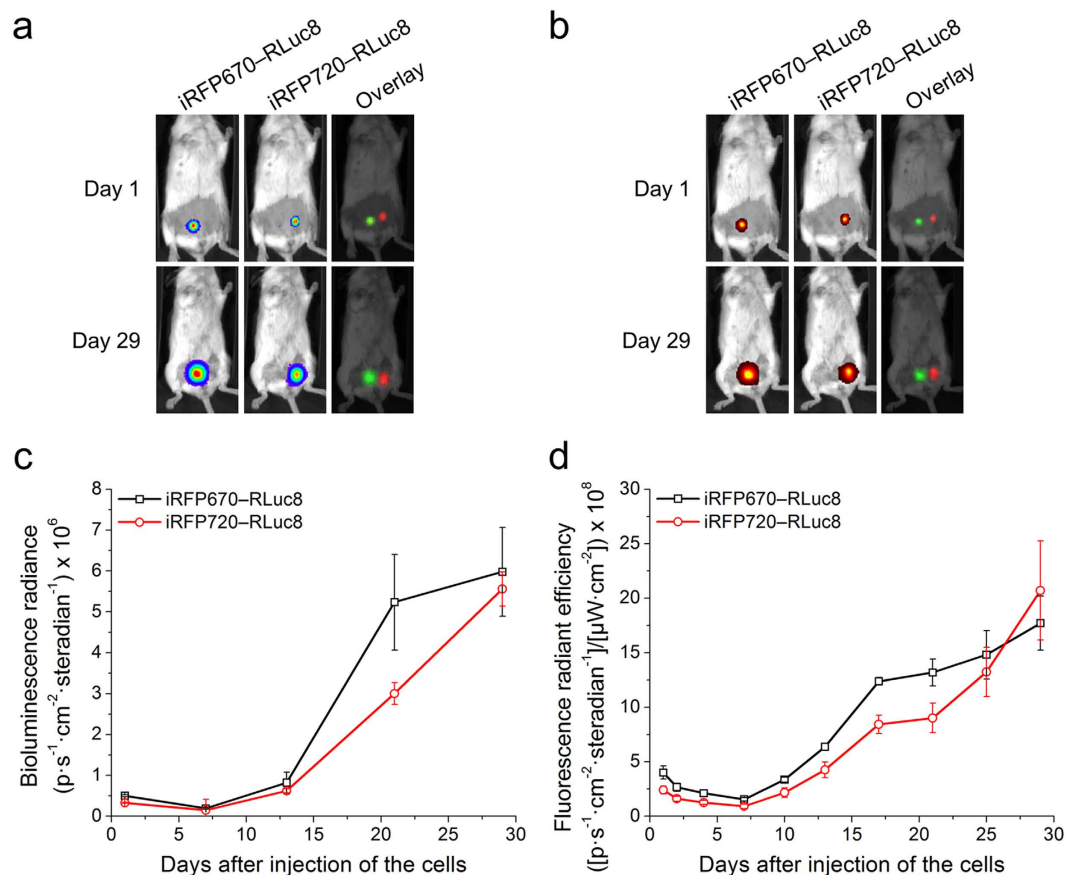 a
iRFP670–RLuc8
iRFP720–RLuc8
Overlay
Day 1
Day 29
b
iRFP670–RLuc8
iRFP720–RLuc8
Overlay
Day 1
Day 29
c
iRFP670–RLuc8
iRFP720–RLuc8
Bioluminescence radiance
(p·s⁻¹·cm⁻²·steradian⁻¹) x 10⁶
8
7
6
5
4
3
2
1
0
0 5 10 15 20 25 30
Days after injection of the cells
d
iRFP670–RLuc8
iRFP720–RLuc8
Fluorescence radiant efficiency
([p·s⁻¹·cm⁻²·steradian⁻¹]/[µW·cm⁻²]) x 10⁸
30
25
20
15
10
5
0
0 5 10 15 20 25 30
Days after injection of the cells